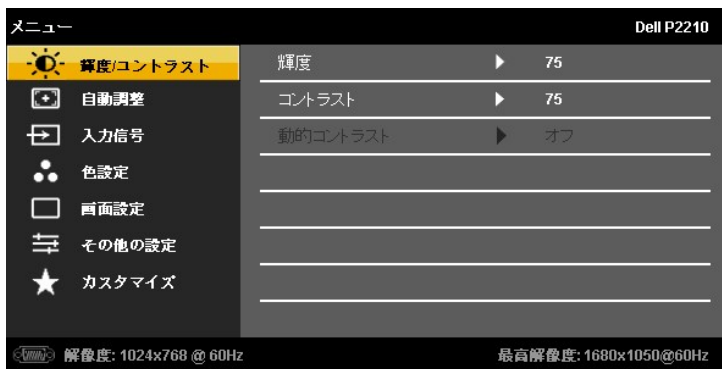 メニュー Dell P2210
輝度/コントラスト
自動調整
入力信号
色設定
画面設定
その他の設定
カスタマイズ
輝度 75
コントラスト 75
動的コントラスト オフ
解像度: 1024x768 @ 60Hz 最高解像度: 1680x1050@60Hz